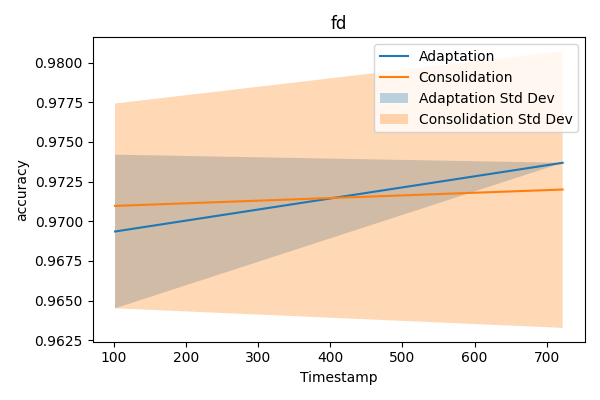 fd
Adaptation
Consolidation
Adaptation Std Dev
Consolidation Std Dev
0.9800
0.9775
0.9750
0.9725
0.9700
0.9675
0.9650
0.9625
accuracy
100 200 300 400 500 600 700
Timestamp